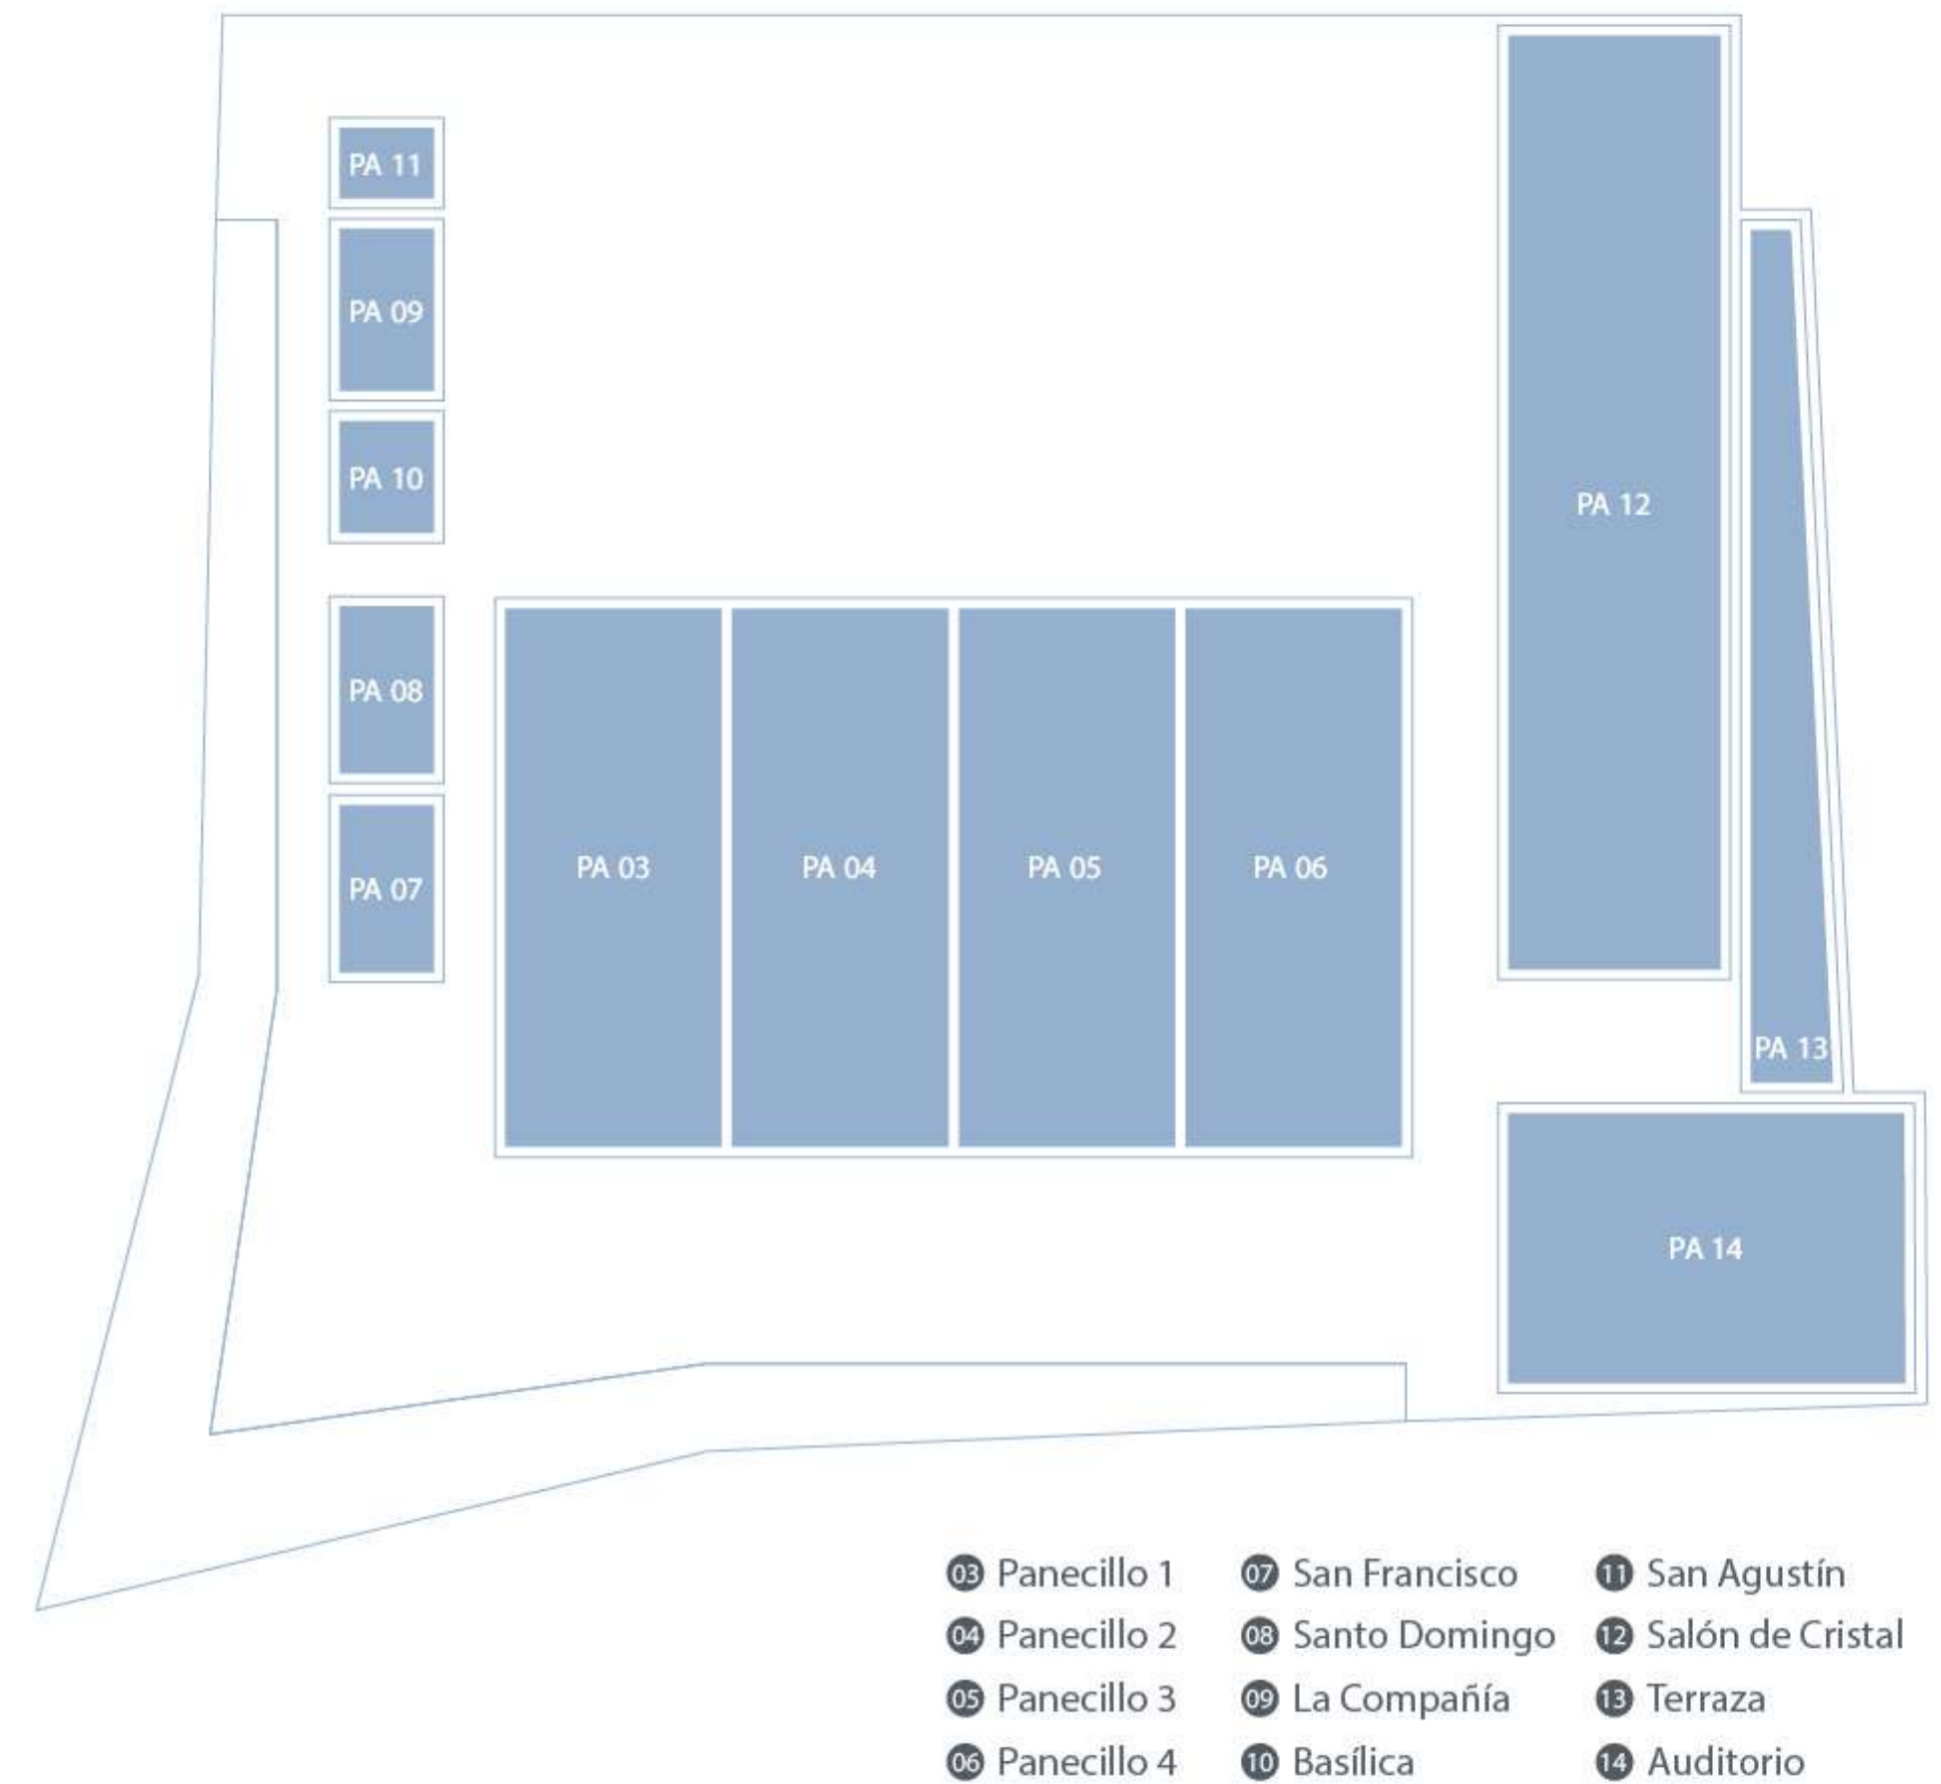 PA 11
PA 09
PA 10
PA 12
PA 08
PA 07
PA 03
PA 04
PA 05
PA 06
PA 13
PA 14
03 Panecillo 1
04 Panecillo 2
05 Panecillo 3
06 Panecillo 4
07 San Francisco
08 Santo Domingo
09 La Compañía
10 Basílica
11 San Agustín
12 Salón de Cristal
13 Terraza
14 Auditorio